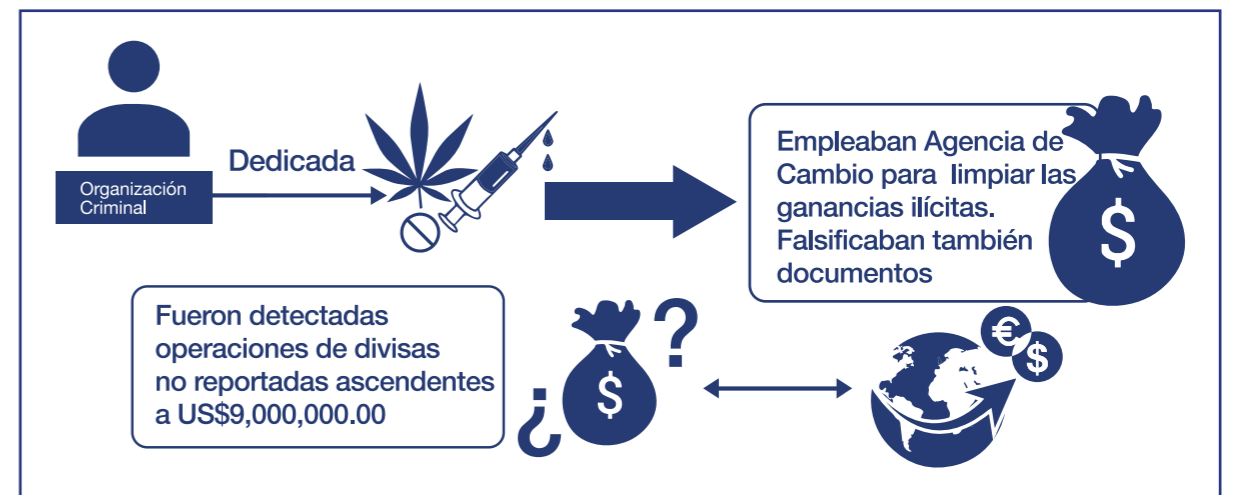 Organización
Criminal
Dedicada
Empleaban Agencia de
Cambio para limpiar las
ganancias ilícitas.
Falsificaban también
documentos
$
Fueron detectadas
operaciones de divisas
no reportadas ascendentes
a US$9,000,000.00
¿ $ ?
€ $